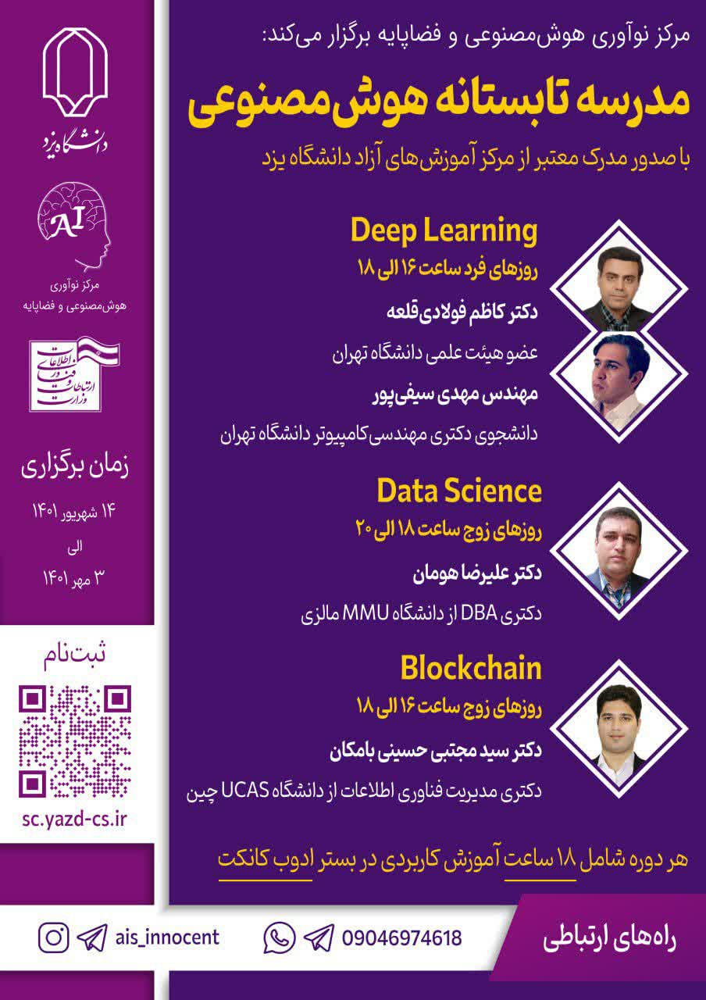 مرکز نوآوری هوش‌مصنوعی و فضاپایه برگزار می‌کند:
مدرسه تابستانه هوش‌مصنوعی
با صدور مدرک معتبر از مرکز آموزش‌های آزاد دانشگاه یزد
Deep Learning
روزهای فرد ساعت ۱۶ الی ۱۸
دکتر کاظم فولادی‌قلعه
عضو هیئت علمی دانشگاه تهران
مهندس مهدی سیفی‌پور
دانشجوی دکتری مهندسی‌کامپیوتر دانشگاه تهران
Data Science
روزهای زوج ساعت ۱۸ الی ۲۰
دکتر علیرضا هومان
دکتری DBA از دانشگاه MMU مالزی
Blockchain
روزهای زوج ساعت ۱۶ الی ۱۸
دکتر سید مجتبی حسینی بامکان
دکتری مدیریت فناوری اطلاعات از دانشگاه UCAS چین
هر دوره شامل ۱۸ ساعت آموزش کاربردی در بستر ادوب کانکت
دانشگاه یزد
AI
مرکز نوآوری
هوش‌مصنوعی و فضاپایه
وزارت ارتباطات و فناوری اطلاعات
زمان برگزاری
۱۴ شهریور ۱۴۰۱
الی
۳ مهر ۱۴۰۱
ثبت‌نام
sc.yazd-cs.ir
راه‌های ارتباطی
09046974618
ais_innocent